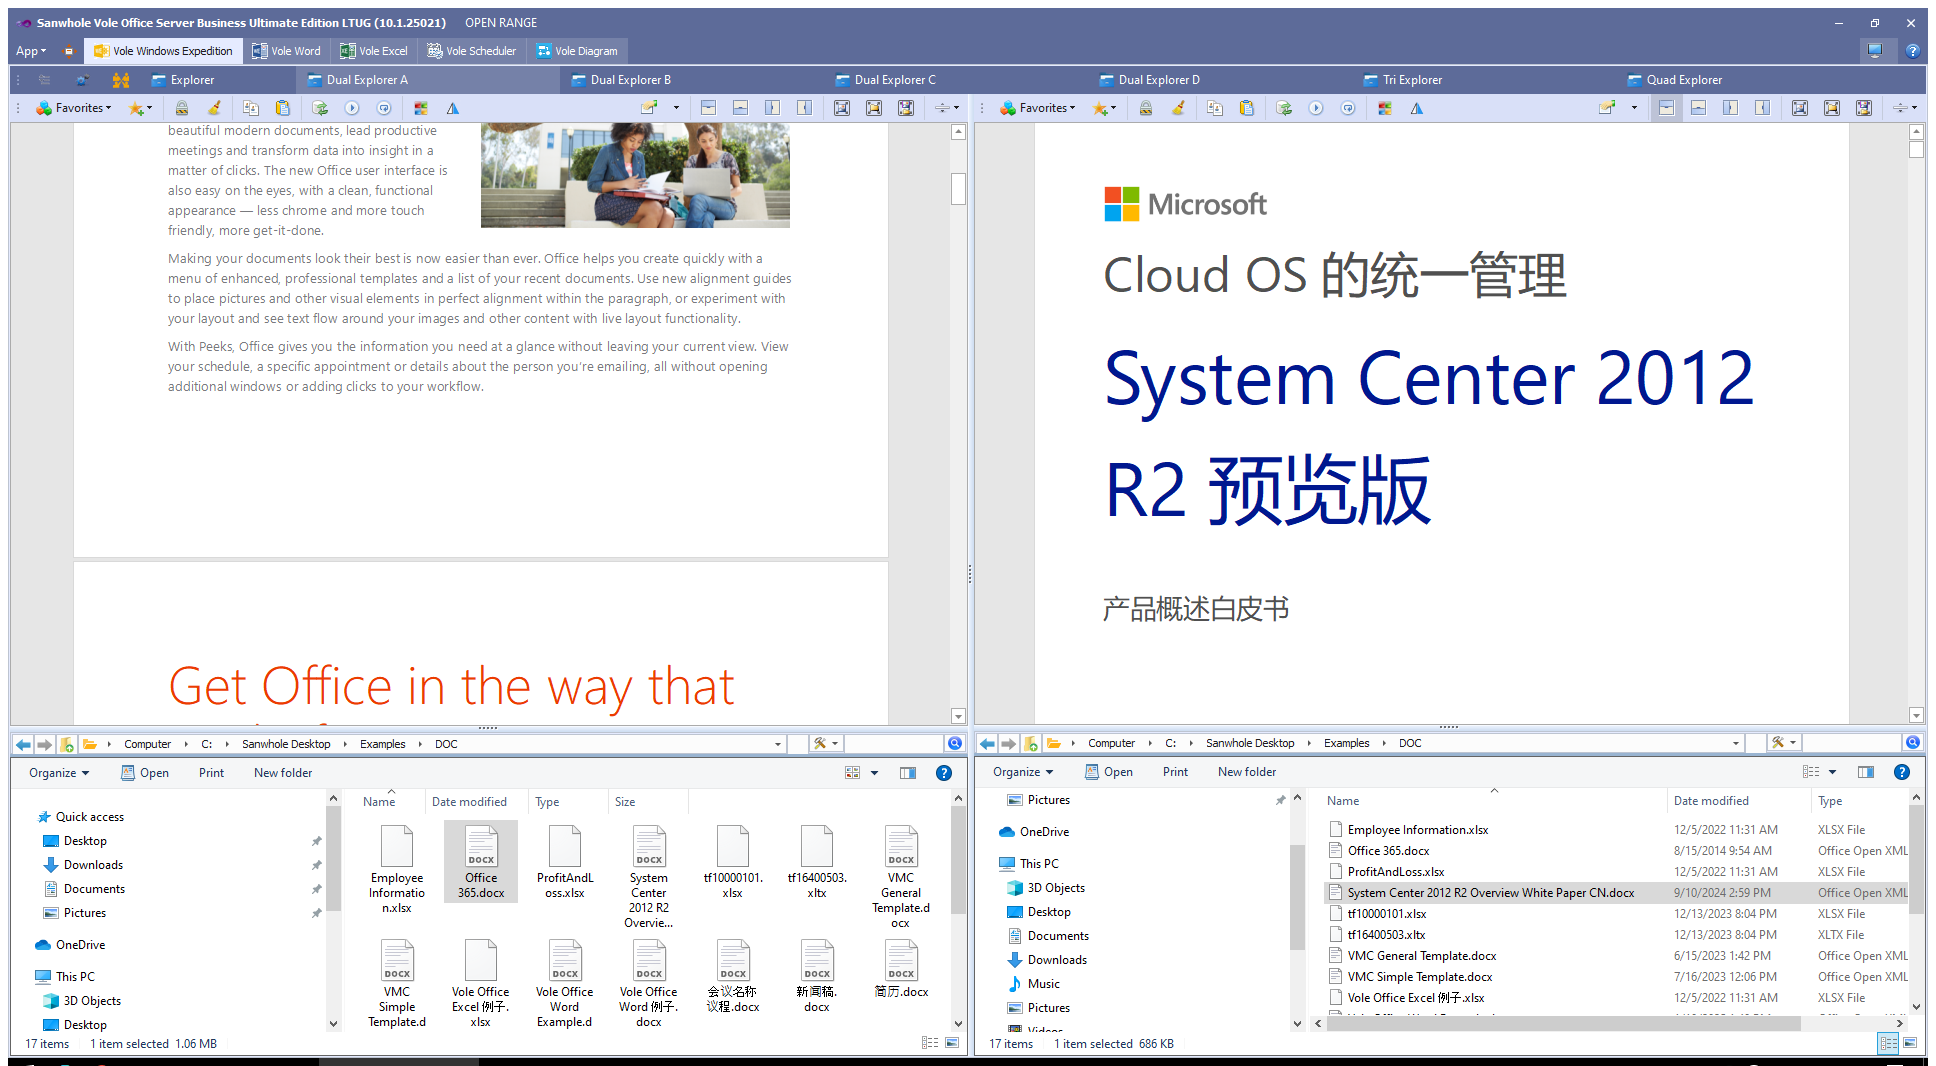 Sanwhole Vole Office Server Business Ultimate Edition LTUG (10.1.25021) OPEN RANGE
App Vole Windows Expedition Vole Word Vole Excel Vole Scheduler Vole Diagram
Explorer Dual Explorer A Dual Explorer B Dual Explorer C Dual Explorer D Tri Explorer Quad Explorer
Favorites
beautiful modern documents, lead productive
meetings and transform data into insight in a
matter of clicks. The new Office user interface is
also easy on the eyes, with a clean, functional
appearance — less chrome and more touch
friendly, more get-it-done.
Making your documents look their best is now easier than ever. Office helps you create quickly with a
menu of enhanced, professional templates and a list of your recent documents. Use new alignment guides
to place pictures and other visual elements in perfect alignment within the paragraph, or experiment with
your layout and see text flow around your images and other content with live layout functionality.
With Peeks, Office gives you the information you need at a glance without leaving your current view. View
your schedule, a specific appointment or details about the person you're emailing, all without opening
additional windows or adding clicks to your workflow.
Get Office in the way that
Computer C: Sanwhole Desktop Examples DOC
Organize Open Print New folder
Quick access
Desktop
Downloads
Documents
Pictures
OneDrive
This PC
3D Objects
Desktop
Name Date modified Type Size
Employee
Informatio
n.xlsx
DOCX
Office
365.docx
ProfitAndL
oss.xlsx
DOCX
System
Center
2012 R2
Overvie...
tf10000101.
xlsx
tf16400503.
xltx
DOCX
VMC
General
Template.d
ocx
DOCX
VMC
Simple
Template.d
Vole Office
Excel 例子.
xlsx
DOCX
Vole Office
Word
Example.d
DOCX
Vole Office
Word 例子.
docx
DOCX
会议名称
议程.docx
DOCX
新闻稿.
docx
DOCX
简历.docx
17 items 1 item selected 1.06 MB
Favorites
Microsoft
Cloud OS 的统一管理
System Center 2012
R2 预览版
产品概述白皮书
Computer C: Sanwhole Desktop Examples DOC
Organize Open Print New folder
Pictures
OneDrive
This PC
3D Objects
Desktop
Documents
Downloads
Music
Pictures
Videos
Name Date modified Type
Employee Information.xlsx 12/5/2022 11:31 AM XLSX File
Office 365.docx 8/15/2014 9:54 AM Office Open XML
ProfitAndLoss.xlsx 12/5/2022 11:31 AM XLSX File
System Center 2012 R2 Overview White Paper CN.docx 9/10/2024 2:59 PM Office Open XML
tf10000101.xlsx 12/13/2023 8:04 PM XLSX File
tf16400503.xltx 12/13/2023 8:04 PM XLTX File
VMC General Template.docx 6/15/2023 1:42 PM Office Open XML
VMC Simple Template.docx 7/16/2023 12:06 PM Office Open XML
Vole Office Excel 例子.xlsx 12/5/2022 11:31 AM XLSX File
17 items 1 item selected 686 KB